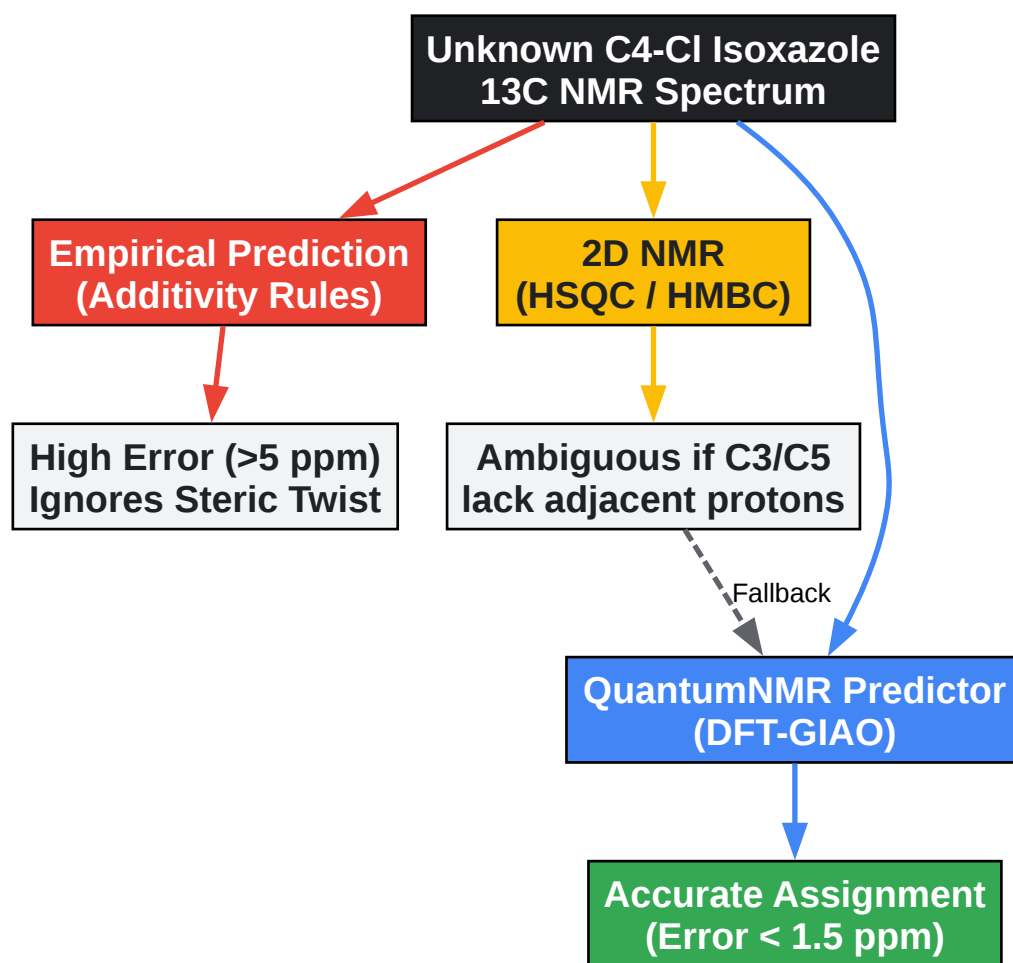 Unknown C4-Cl Isoxazole
13C NMR Spectrum
Empirical Prediction
(Additivity Rules)
2D NMR
(HSQC / HMBC)
High Error (>5 ppm)
Ignores Steric Twist
Ambiguous if C3/C5
lack adjacent protons
Fallback
QuantumNMR Predictor
(DFT-GIAO)
Accurate Assignment
(Error < 1.5 ppm)